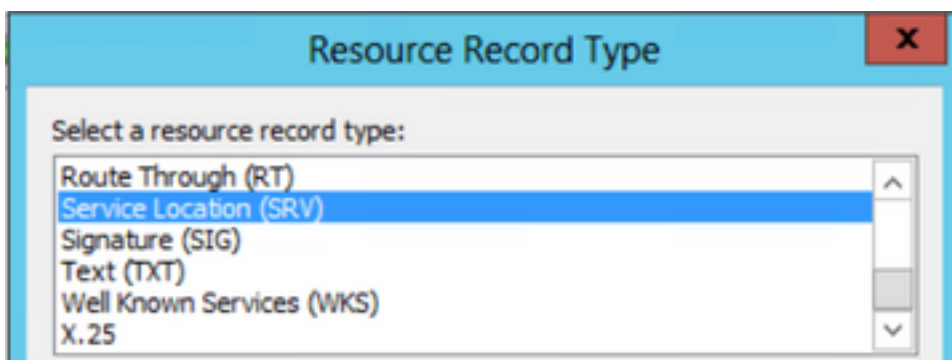 Resource Record Type
x
Select a resource record type:
Route Through (RT)
Service Location (SRV)
Signature (SIG)
Text (TXT)
Well Known Services (WKS)
X.25